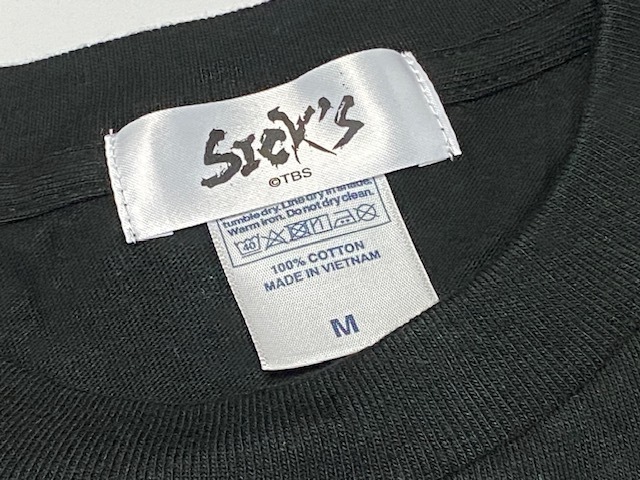 SICK's
©TBS
tumble dry. Line dry in shade.
Warm iron. Do not dry clean.
40
100% COTTON
MADE IN VIETNAM
M